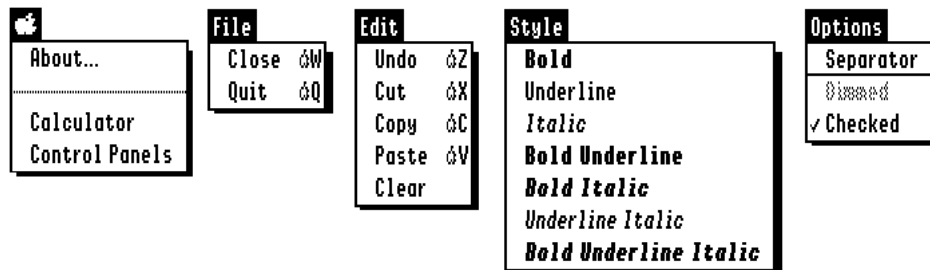 About...
Calculator
Control Panels
File
Close W
Quit Q
Edit
Undo Z
Cut X
Copy C
Paste V
Clear
Style
Bold
Underline
Italic
Bold Underline
Bold Italic
Underline Italic
Bold Underline Italic
Options
Separator
Dimmed
✓ Checked